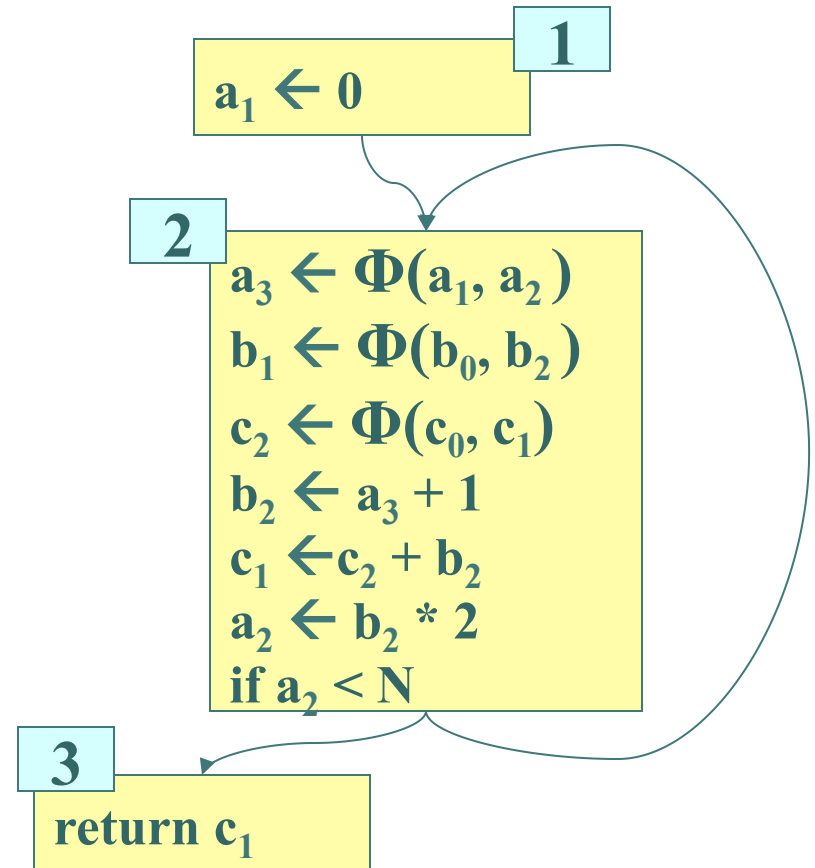 1
a₁ ← 0
2
a₃ ← Φ(a₁, a₂ )
b₁ ← Φ(b₀, b₂ )
c₂ ← Φ(c₀, c₁)
b₂ ← a₃ + 1
c₁ ←c₂ + b₂
a₂ ← b₂ * 2
if a₂ < N
3
return c₁